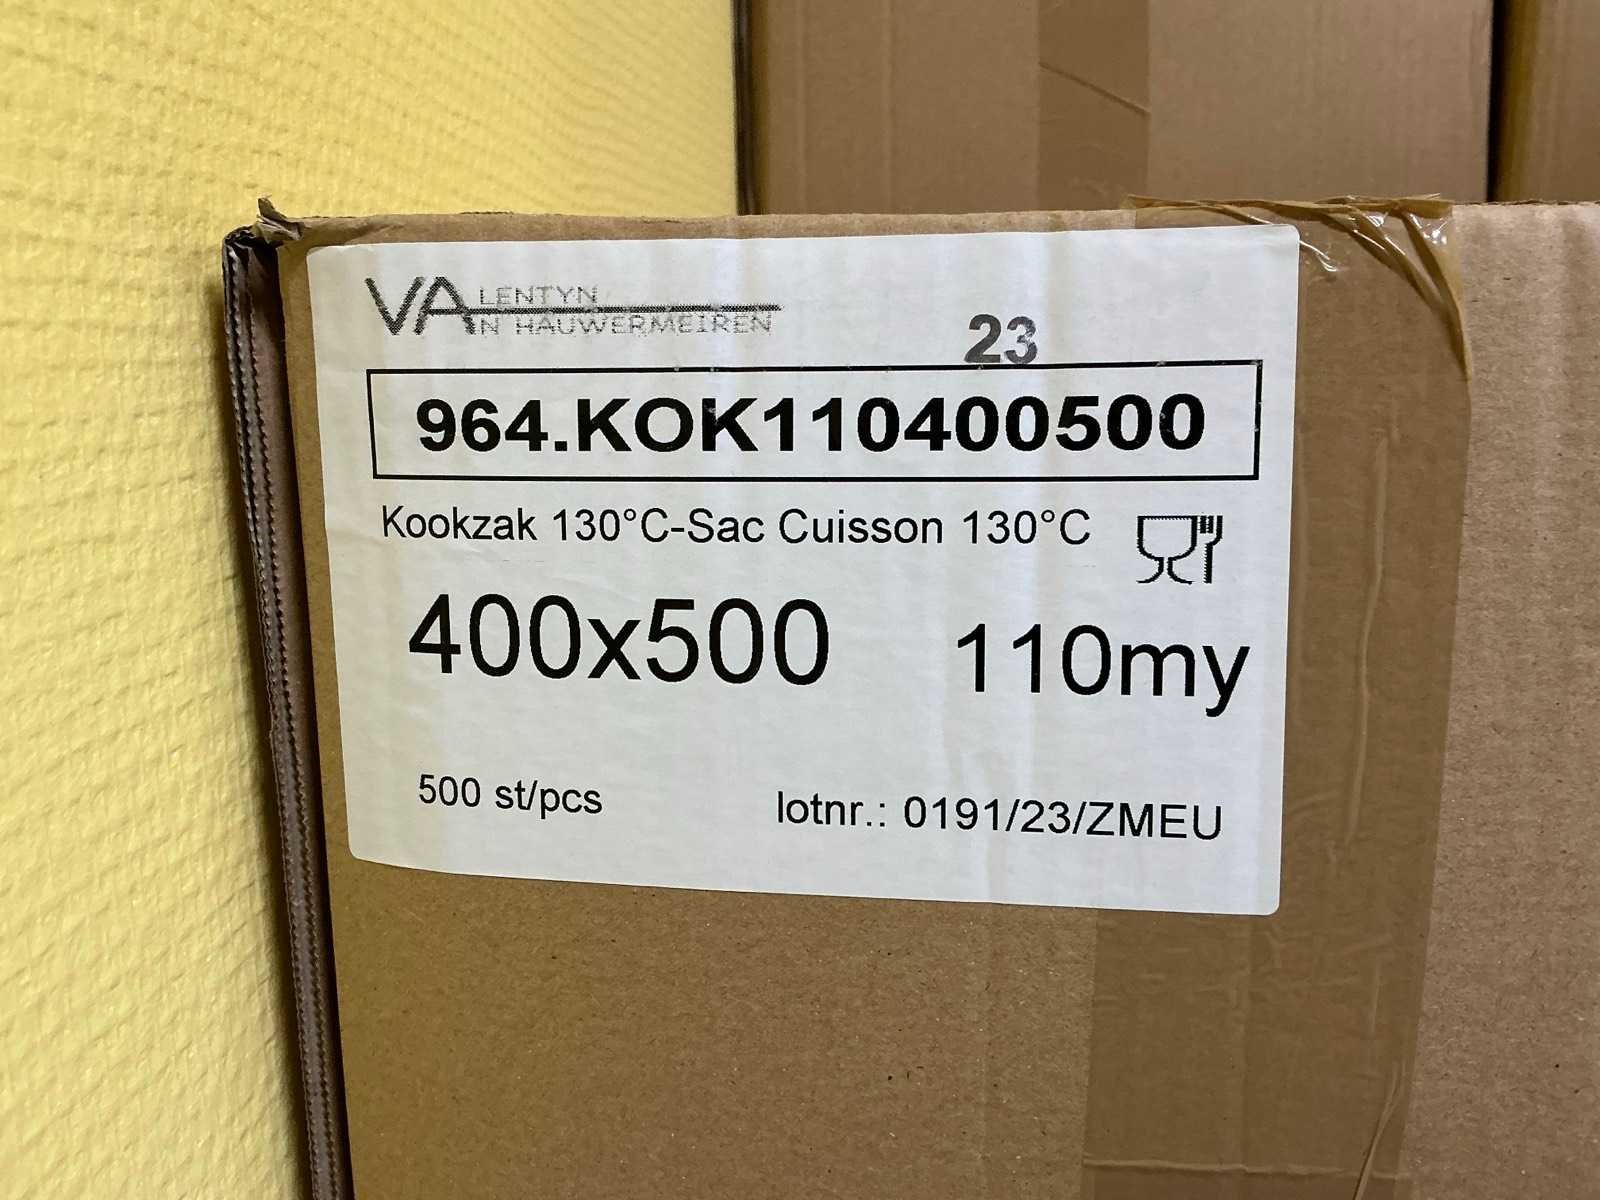 VALENTYN
VAN HAUWERMEIREN
23
964.KOK110400500
Kookzak 130°C-Sac Cuisson 130°C
400x500 110my
500 st/pcs lotnr.: 0191/23/ZMEU